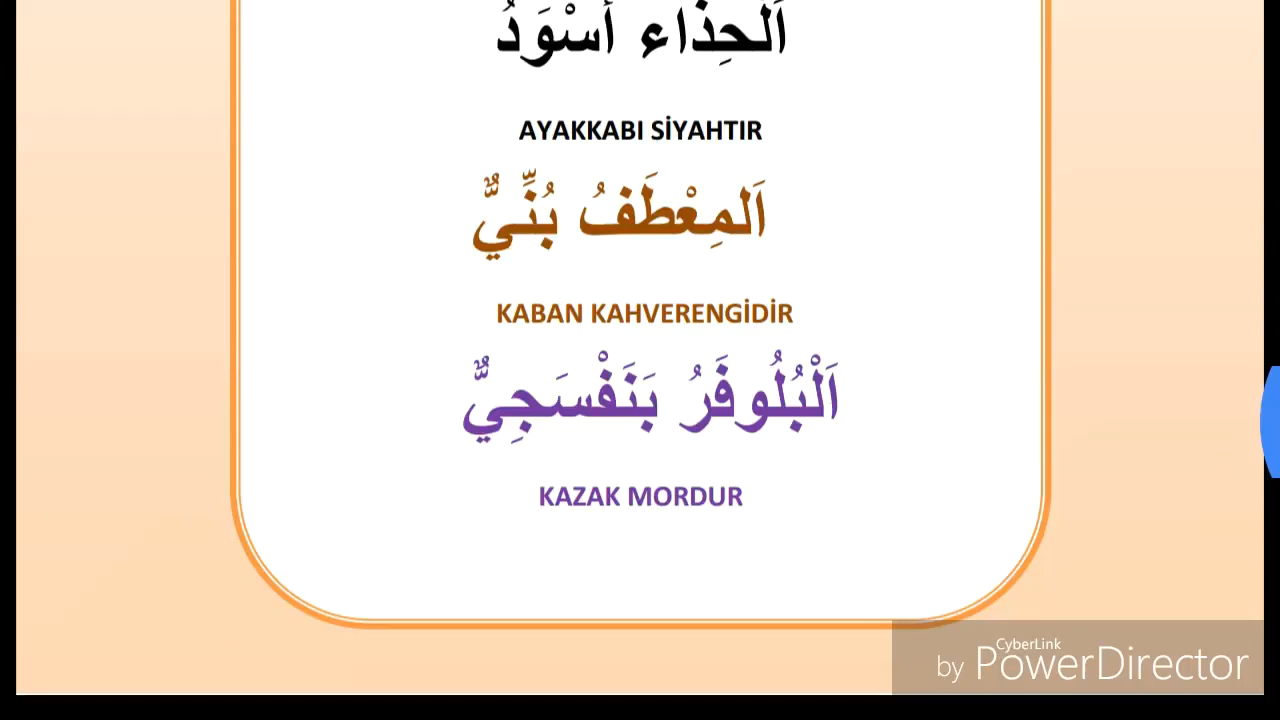 اَلْحِذَاء أَسْوَدُ
AYAKKABI SİYAHTIR
اَلمِعْطَفُ بُنِّيٌّ
KABAN KAHVERENGİDİR
اَلْبُلُوفَرُ بَنَفْسَجِيٌّ
KAZAK MORDUR
CyberLink
by PowerDirector